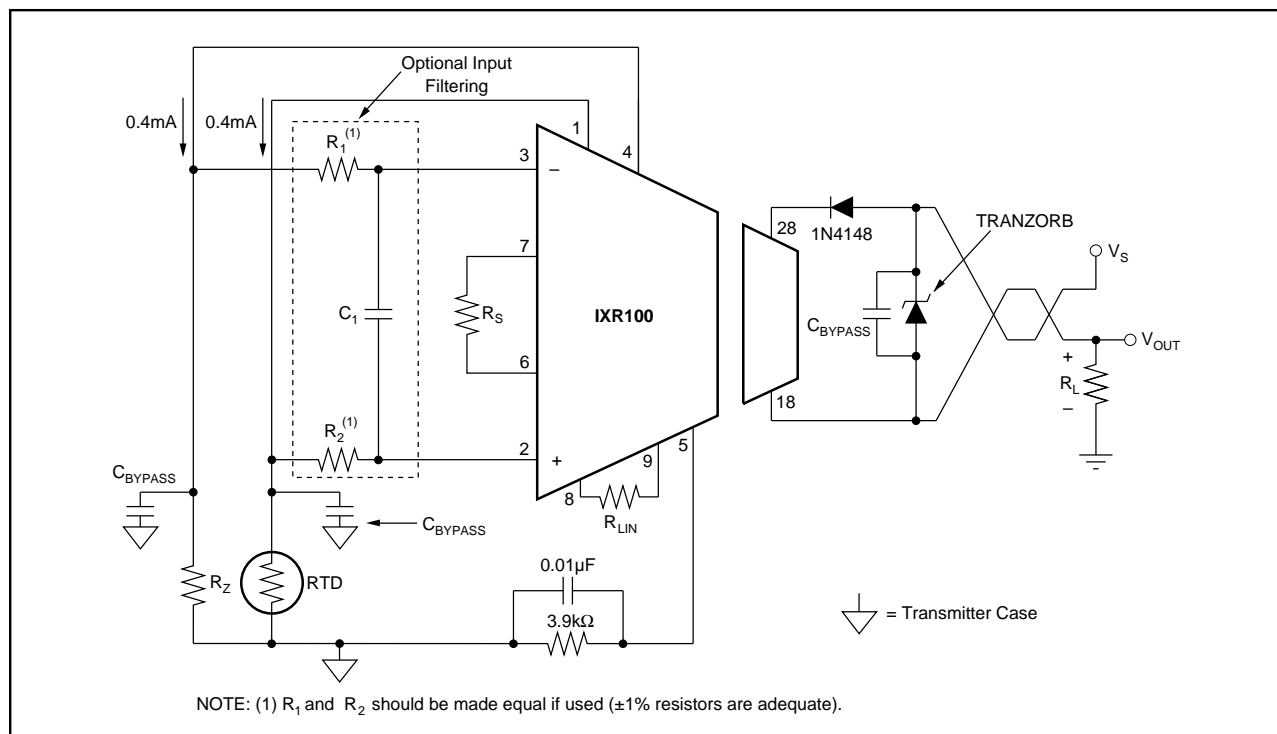 Optional Input
Filtering
0.4mA
0.4mA
R1(1)
1
4
3
–
7
RS
C1
IXR100
6
R2(1)
2
+
8
RLIN
9
5
28
1N4148
TRANZORB
CBYPASS
18
VS
VOUT
+
RL
–
CBYPASS
CBYPASS
RZ
RTD
0.01µF
3.9kΩ
= Transmitter Case
NOTE: (1) R1 and R2 should be made equal if used (±1% resistors are adequate).